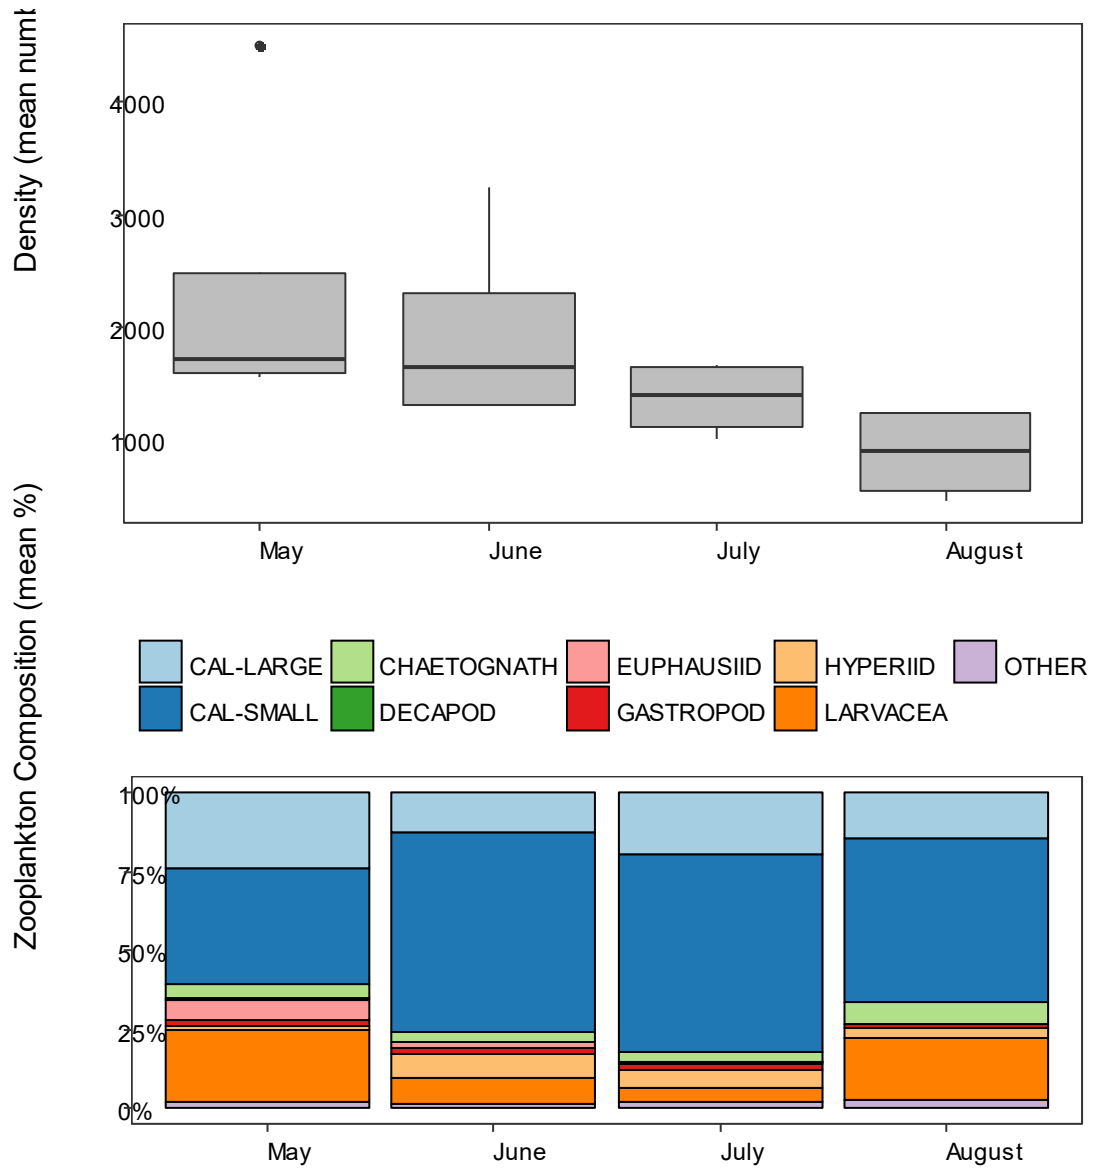 Density (mean
4000
3000
2000
1000
May June July August
CAL-LARGE CHAETOGNATH EUPHAUSIID HYPERIID OTHER
CAL-SMALL DECAPOD GASTROPOD LARVACEA
Zooplankton Composition (mean %)
100%
75%
50%
25%
0%
May June July August